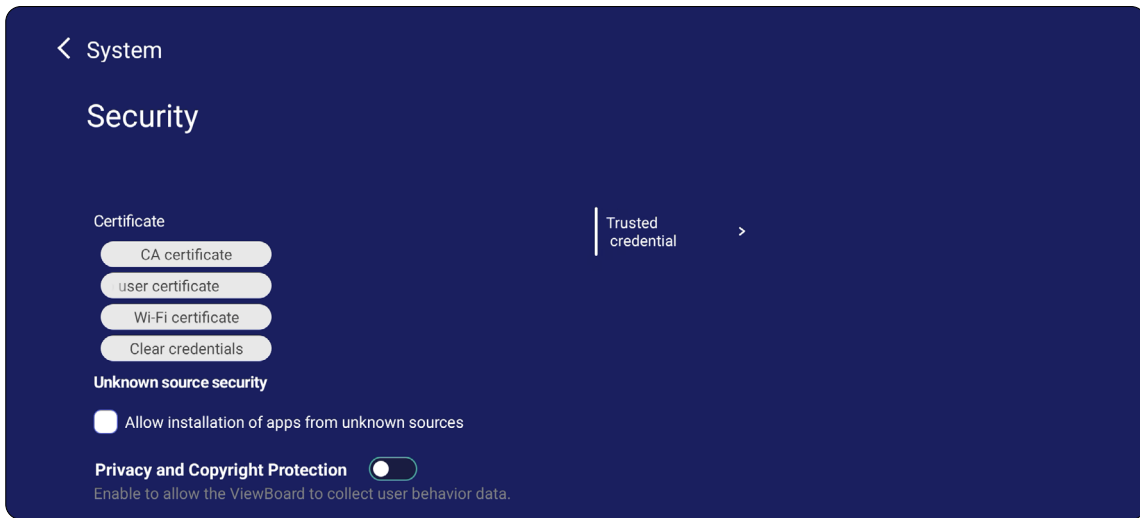 System
Security
Certificate
CA certificate
user certificate
Wi-Fi certificate
Clear credentials
Trusted
credential
Unknown source security
Allow installation of apps from unknown sources
Privacy and Copyright Protection
Enable to allow the ViewBoard to collect user behavior data.